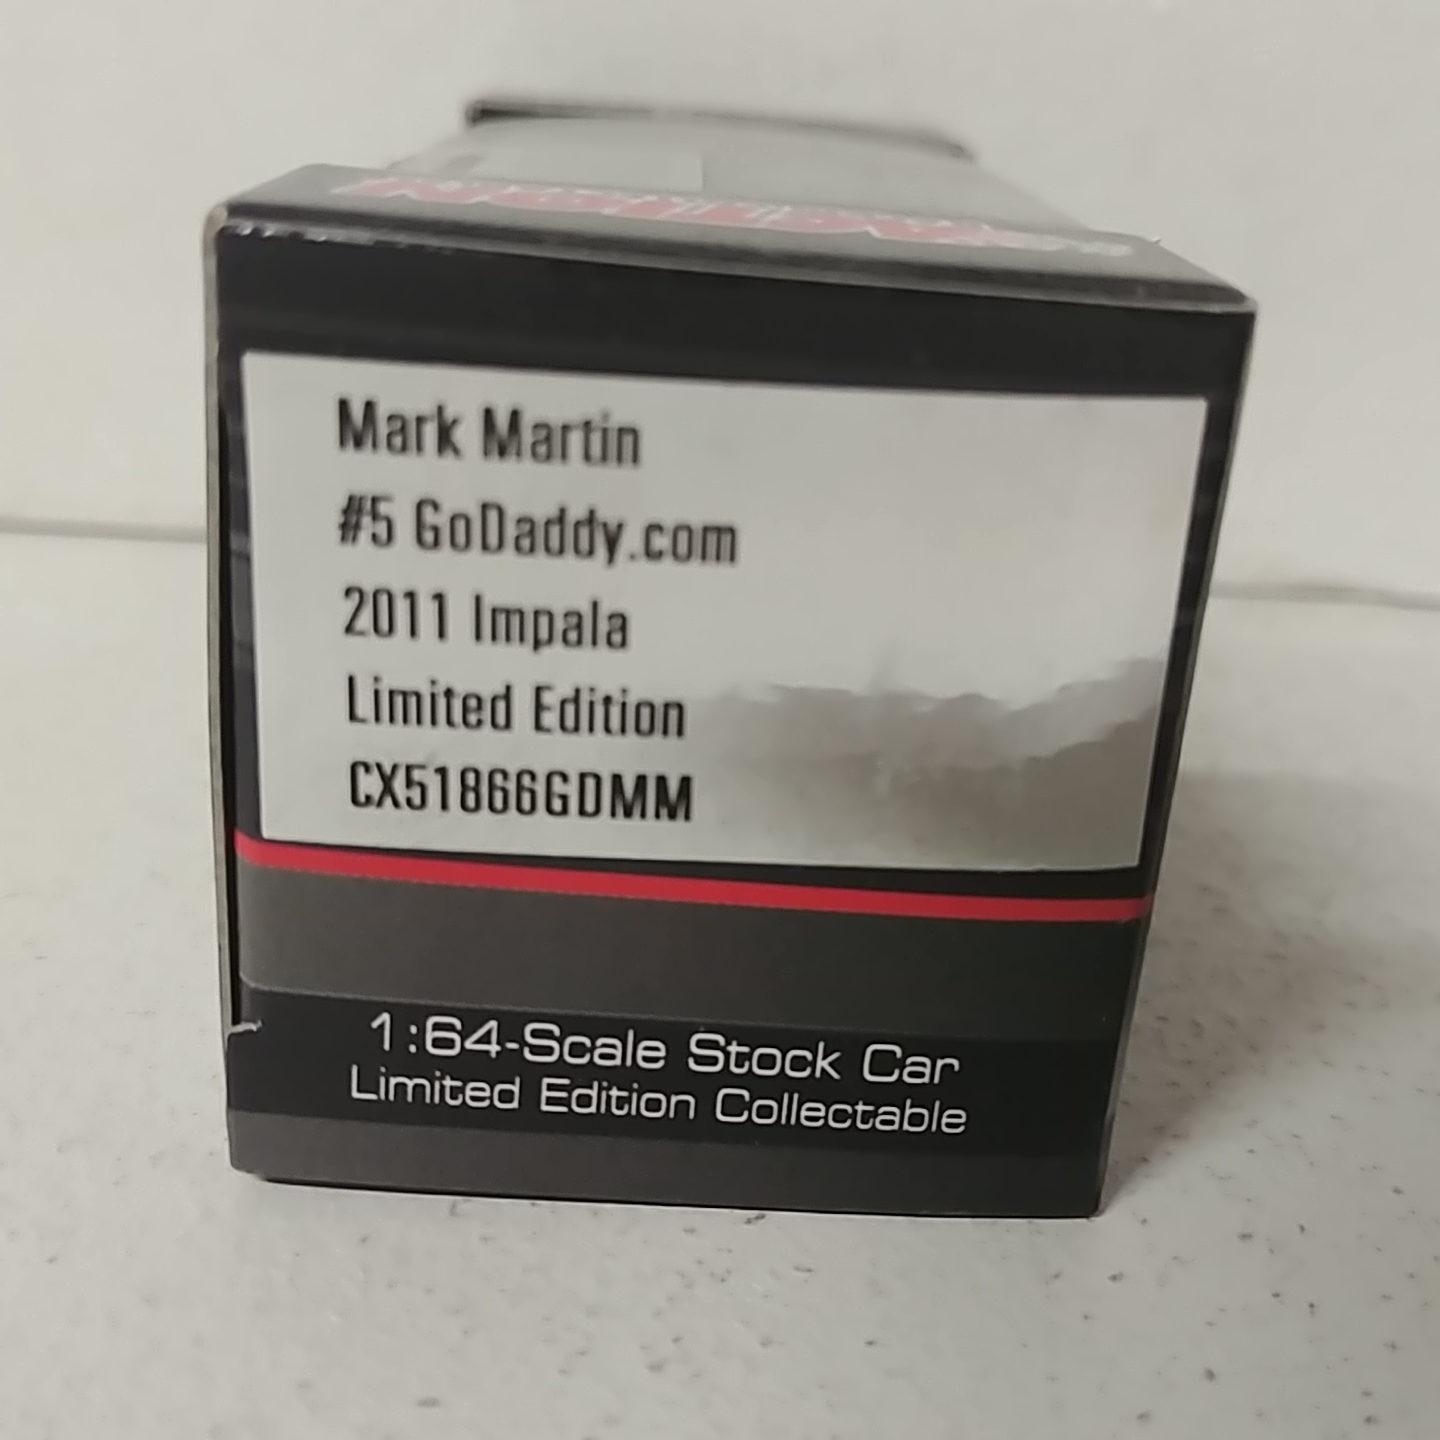 Mark Martin
#5 GoDaddy.com
2011 Impala
Limited Edition
CX51866GDMM
1:64-Scale Stock Car
Limited Edition Collectable